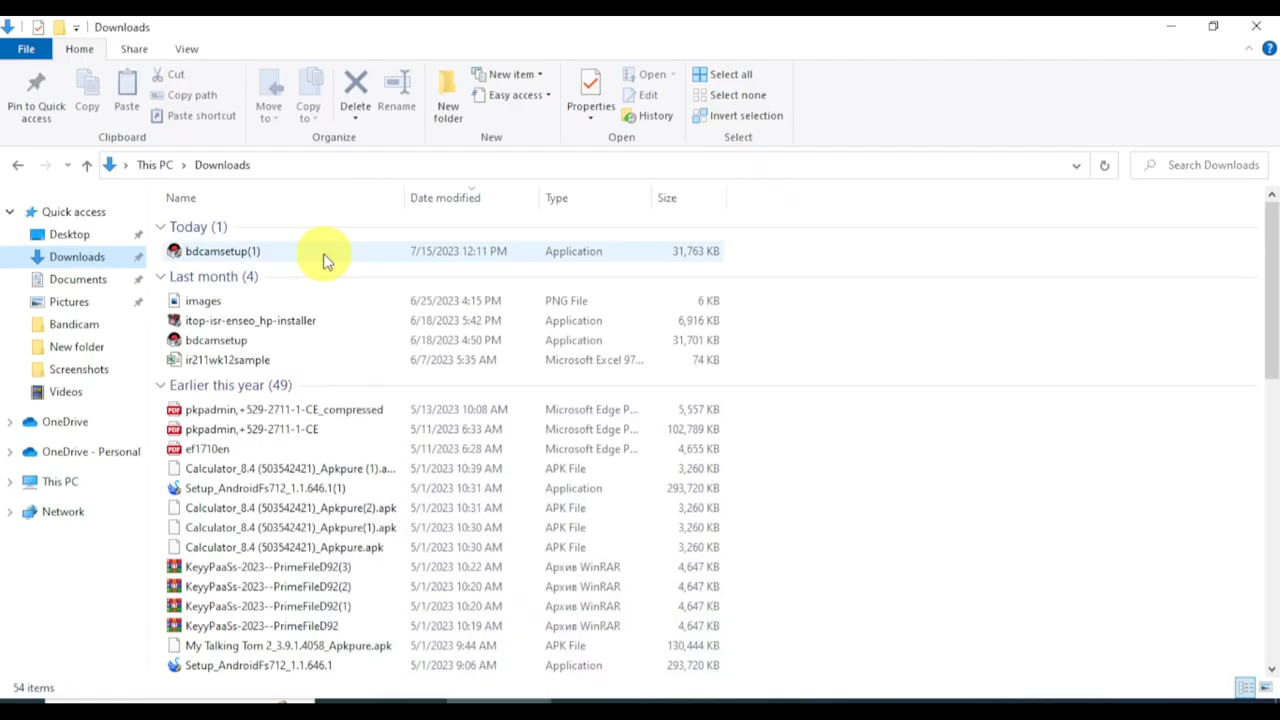 Downloads
File Home Share View
Pin to Quick access
Copy
Paste
Cut
Copy path
Paste shortcut
Clipboard
Move to
Copy to
Delete
Rename
Organize
New folder
New item
Easy access
New
Properties
Open
Edit
History
Open
Select all
Select none
Invert selection
Select
This PC Downloads
Search Downloads
Quick access
Desktop
Downloads
Documents
Pictures
Bandicam
New folder
Screenshots
Videos
OneDrive
OneDrive - Personal
This PC
Network
Name Date modified Type Size
Today (1)
bdcamsetup(1) 7/15/2023 12:11 PM Application 31,763 KB
Last month (4)
images 6/25/2023 4:15 PM PNG File 6 KB
itop-isr-enseo_hp-installer 6/18/2023 5:42 PM Application 6,916 KB
bdcamsetup 6/18/2023 4:50 PM Application 31,701 KB
ir211wk12sample 6/7/2023 5:35 AM Microsoft Excel 97... 74 KB
Earlier this year (49)
pkpadmin,+529-2711-1-CE_compressed 5/13/2023 10:08 AM Microsoft Edge P... 5,557 KB
pkpadmin,+529-2711-1-CE 5/11/2023 6:33 AM Microsoft Edge P... 102,789 KB
ef1710en 5/11/2023 6:28 AM Microsoft Edge P... 4,655 KB
Calculator_8.4 (503542421)_Apkpure (1).a... 5/1/2023 10:39 AM APK File 3,260 KB
Setup_AndroidFs712_1.1.646.1(1) 5/1/2023 10:31 AM Application 293,720 KB
Calculator_8.4 (503542421)_Apkpure(2).apk 5/1/2023 10:31 AM APK File 3,260 KB
Calculator_8.4 (503542421)_Apkpure(1).apk 5/1/2023 10:30 AM APK File 3,260 KB
Calculator_8.4 (503542421)_Apkpure.apk 5/1/2023 10:30 AM APK File 3,260 KB
KeyyPaaSs-2023--PrimeFileD92(3) 5/1/2023 10:22 AM Архив WinRAR 4,647 KB
KeyyPaaSs-2023--PrimeFileD92(2) 5/1/2023 10:20 AM Архив WinRAR 4,647 KB
KeyyPaaSs-2023--PrimeFileD92(1) 5/1/2023 10:20 AM Архив WinRAR 4,647 KB
KeyyPaaSs-2023--PrimeFileD92 5/1/2023 10:19 AM Архив WinRAR 4,647 KB
My Talking Tom 2_3.9.1.4058_Apkpure.apk 5/1/2023 9:44 AM APK File 130,444 KB
Setup_AndroidFs712_1.1.646.1 5/1/2023 9:06 AM Application 293,720 KB
54 items